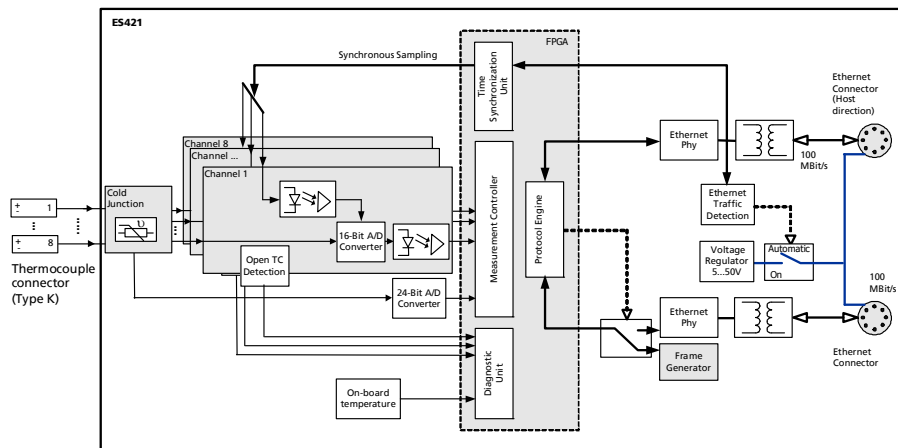 ES421
FPGA
Synchronous Sampling
Time
Synchronization
Unit
Ethernet
Connector
(Host
direction)
Ethernet
Phy
100
MBit/s
Channel 8
Channel ...
Channel 1
Cold
Junction
υ
+
- 1
+
- 8
Thermocouple
connector
(Type K)
16-Bit A/D
Converter
Open TC
Detection
24-Bit A/D
Converter
Measurement Controller
Protocol Engine
Ethernet
Traffic
Detection
Voltage
Regulator
5...50V
Automatic
On
100
MBit/s
Ethernet
Phy
Frame
Generator
Ethernet
Connector
Diagnostic
Unit
On-board
temperature